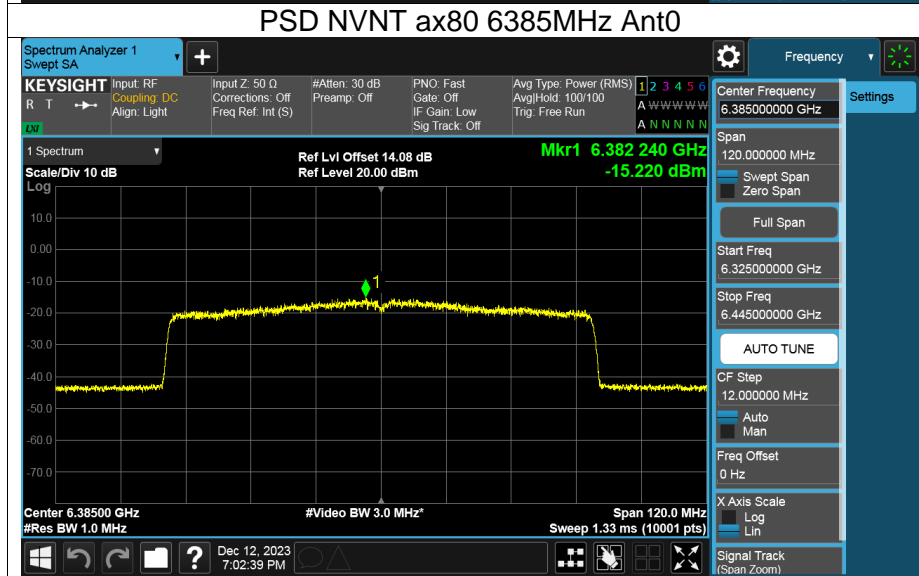 PSD NVNT ax80 6385MHz Ant0
Spectrum Analyzer 1
Swept SA
+
Frequency
KEYSIGHT
R T
LXI
Input: RF
Coupling: DC
Align: Light
Input Z: 50 Ω
Corrections: Off
Freq Ref: Int (S)
#Atten: 30 dB
Preamp: Off
PNO: Fast
Gate: Off
IF Gain: Low
Sig Track: Off
Avg Type: Power (RMS)
Avg|Hold: 100/100
Trig: Free Run
1 2 3 4 5 6
A W W W W W
A N N N N N
1 Spectrum
Scale/Div 10 dB
Log
Ref Lvl Offset 14.08 dB
Ref Level 20.00 dBm
Mkr1 6.382 240 GHz
-15.220 dBm
10.0
0.00
-10.0
-20.0
-30.0
-40.0
-50.0
-60.0
-70.0
1
Center 6.38500 GHz
#Res BW 1.0 MHz
#Video BW 3.0 MHz*
Span 120.0 MHz
Sweep 1.33 ms (10001 pts)
?
Dec 12, 2023
7:02:39 PM
Center Frequency
6.385000000 GHz
Span
120.000000 MHz
Swept Span
Zero Span
Full Span
Start Freq
6.325000000 GHz
Stop Freq
6.445000000 GHz
AUTO TUNE
CF Step
12.000000 MHz
Auto
Man
Freq Offset
0 Hz
X Axis Scale
Log
Lin
Signal Track
(Span Zoom)
Settings